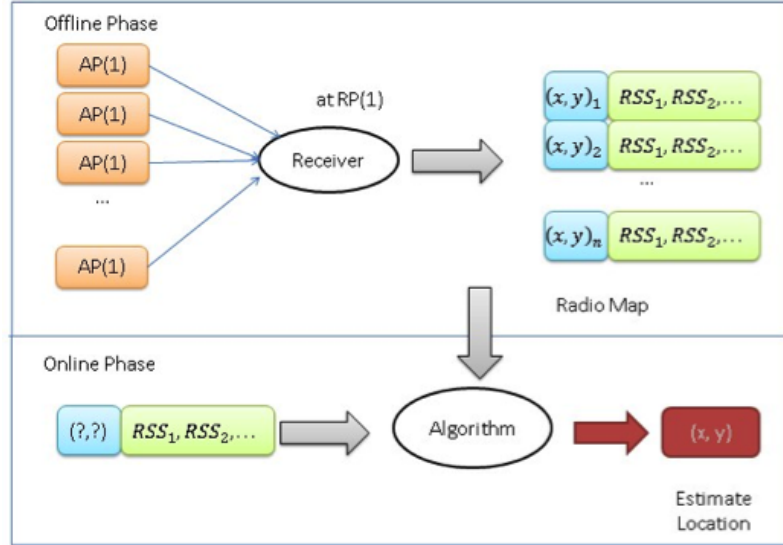 Offline Phase
AP(1)
AP(1)
AP(1)
...
AP(1)
at RP(1)
Receiver
(x, y)₁ RSS₁, RSS₂, ...
(x, y)₂ RSS₁, RSS₂, ...
...
(x, y)ₙ RSS₁, RSS₂, ...
Radio Map
Online Phase
(?,?) RSS₁, RSS₂, ...
Algorithm
(x, y)
Estimate
Location